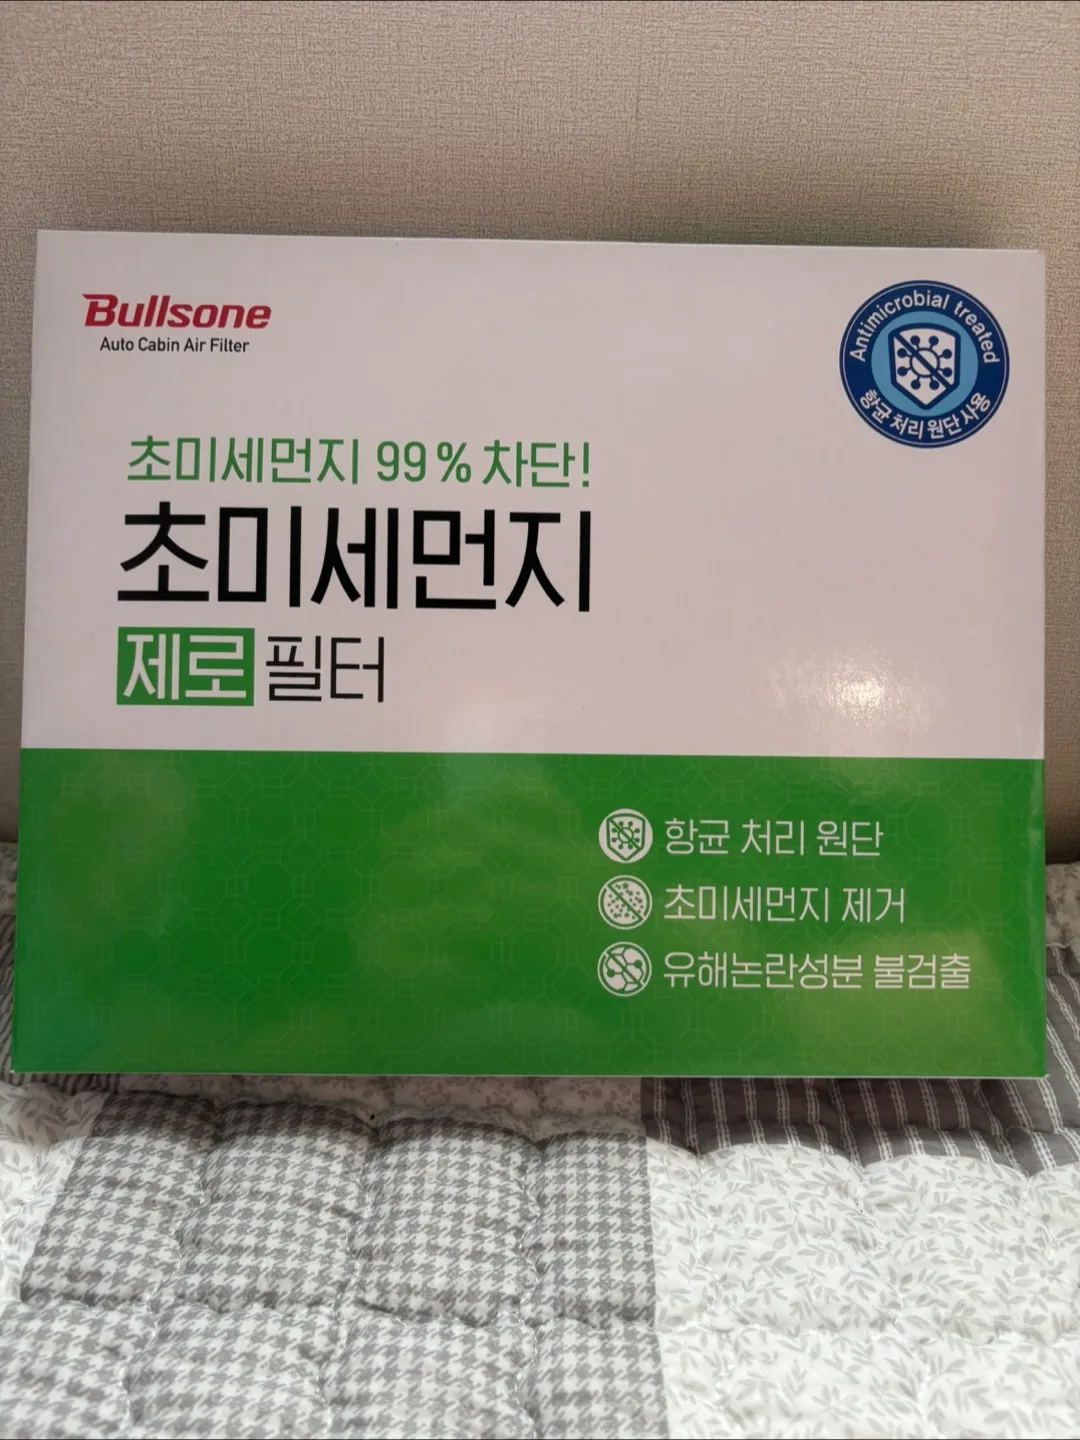 Bullsone
Auto Cabin Air Filter
Antimicrobial treated
항균 처리 원단 사용
초미세먼지 99% 차단!
초미세먼지
제로 필터
항균 처리 원단
초미세먼지 제거
유해논란성분 불검출